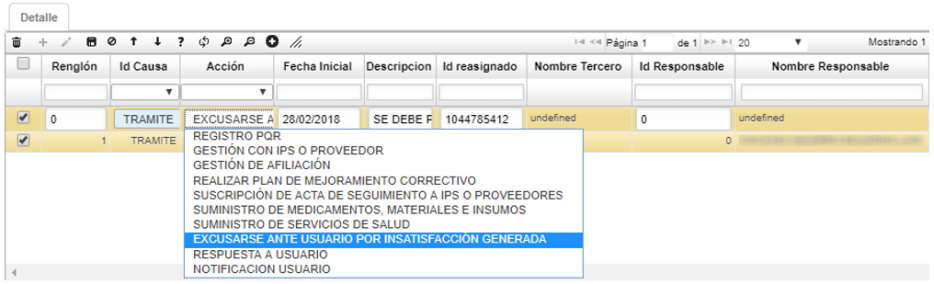 Detalle
? Página 1 de 1 20 Mostrando 1
Renglón Id Causa Acción Fecha Inicial Descripcion Id reasignado Nombre Tercero Id Responsable Nombre Responsable
0 TRAMITE EXCUSARSE A 28/02/2018 SE DEBE 1044785412 undefined 0 undefined
1 TRAMITE 0
REGISTRO PQR
GESTIÓN CON IPS O PROVEEDOR
GESTIÓN DE AFILIACIÓN
REALIZAR PLAN DE MEJORAMIENTO CORRECTIVO
SUSCRIPCIÓN DE ACTA DE SEGUIMIENTO A IPS O PROVEEDORES
SUMINISTRO DE MEDICAMENTOS, MATERIALES E INSUMOS
SUMINISTRO DE SERVICIOS DE SALUD
EXCUSARSE ANTE USUARIO POR INSATISFACCIÓN GENERADA
RESPUESTA A USUARIO
NOTIFICACION USUARIO